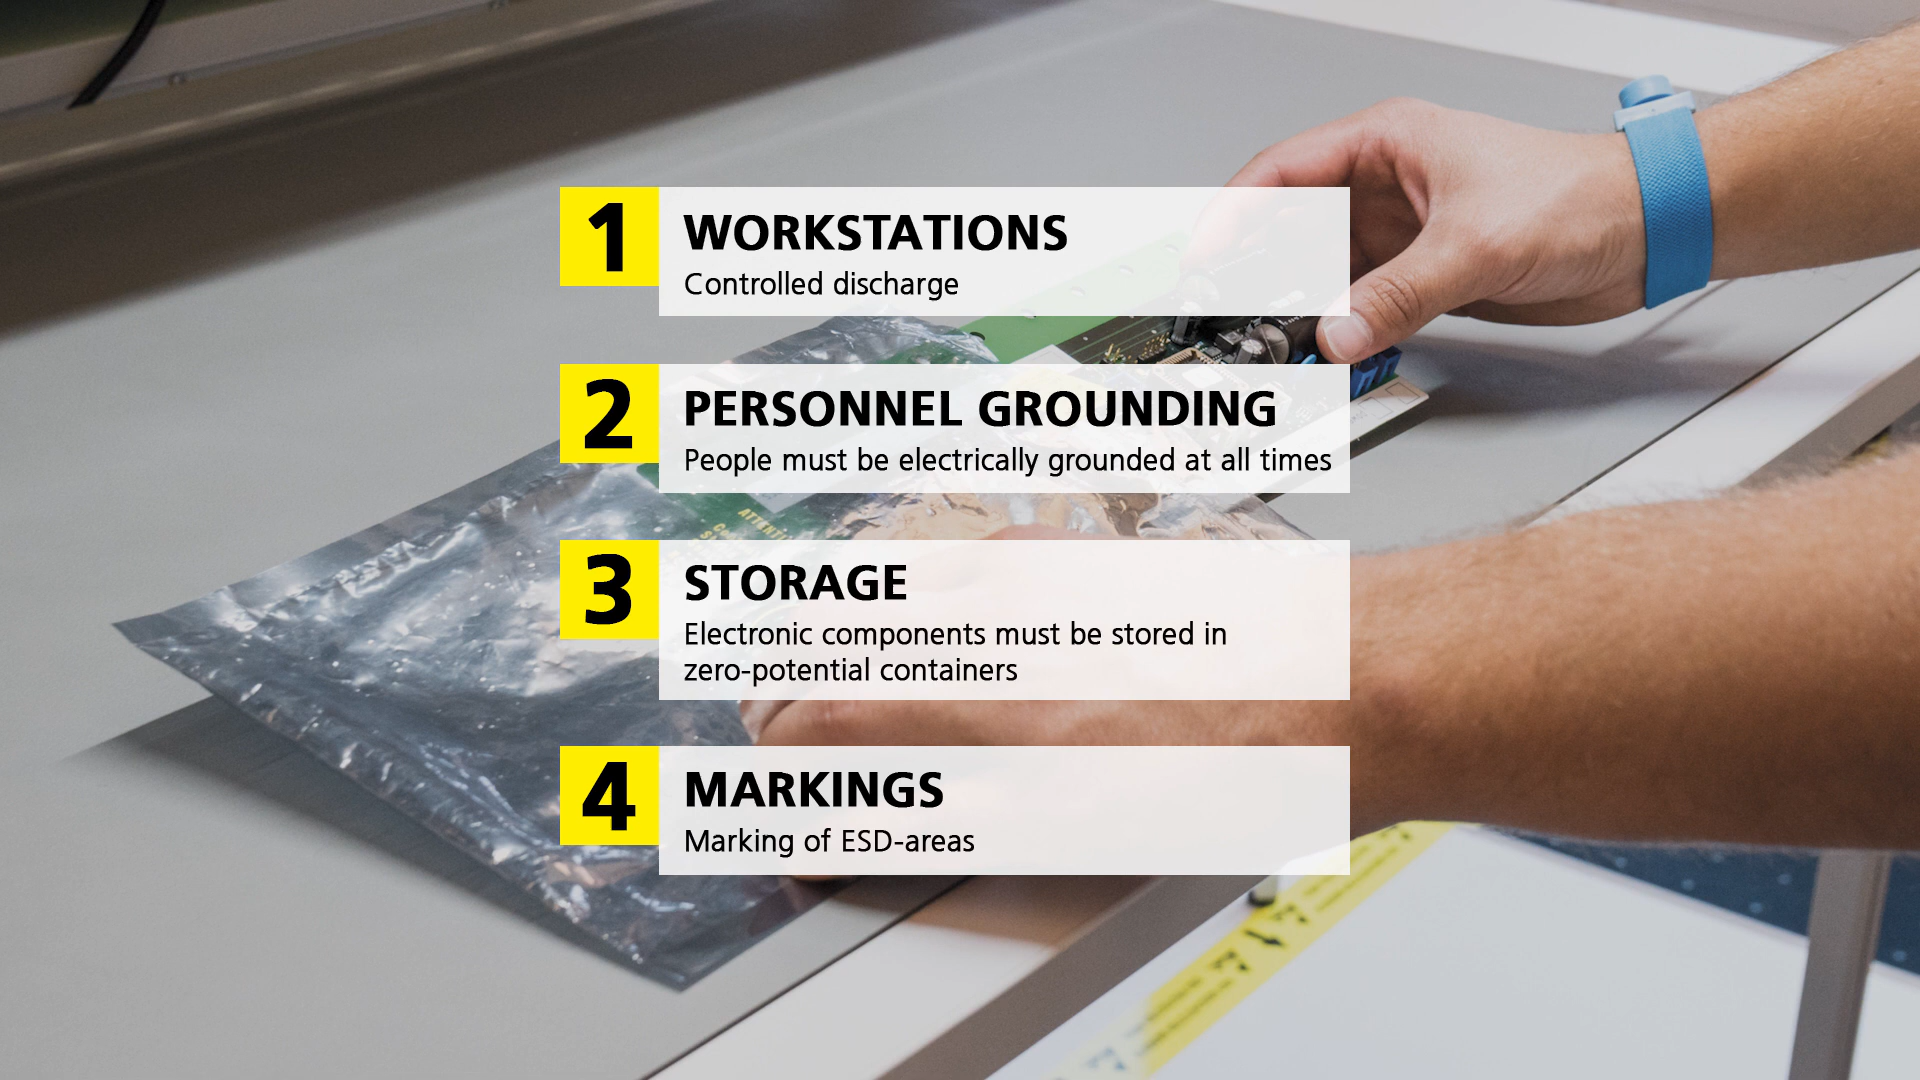 1
WORKSTATIONS
Controlled discharge
2
PERSONNEL GROUNDING
People must be electrically grounded at all times
ATTENTI
3
STORAGE
Electronic components must be stored in
zero-potential containers
4
MARKINGS
Marking of ESD-areas